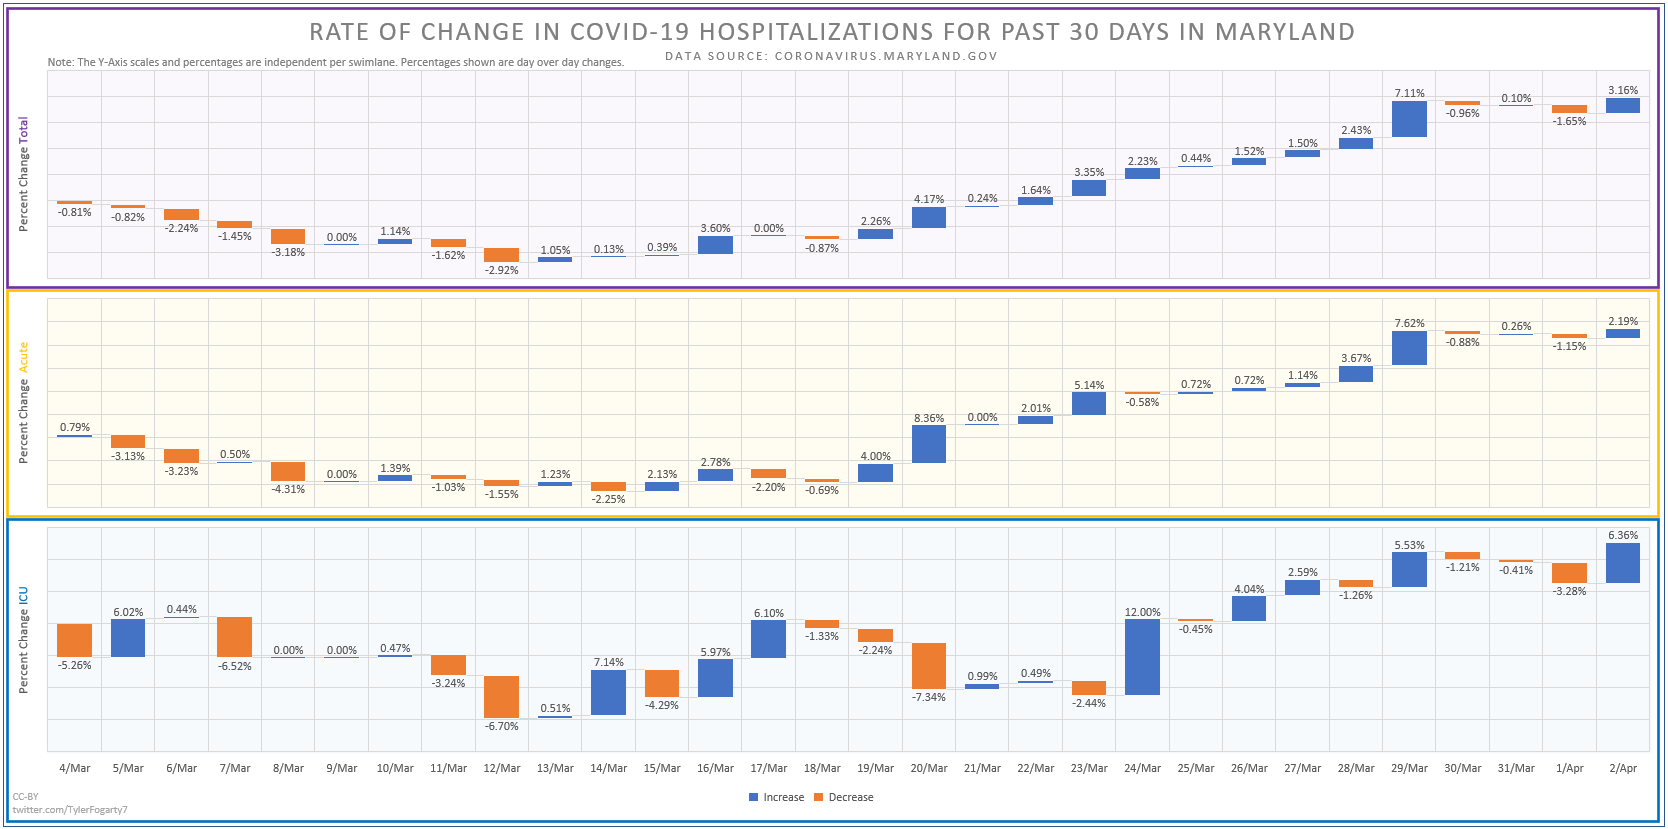 RATE OF CHANGE IN COVID-19 HOSPITALIZATIONS FOR PAST 30 DAYS IN MARYLAND
DATA SOURCE: CORONAVIRUS.MARYLAND.GOV
Note: The Y-Axis scales and percentages are independent per swimlane. Percentages shown are day over day changes.
Percent Change Total
-0.81% -0.82% -2.24% -1.45% -3.18% 0.00% 1.14% -1.62% -2.92% 1.05% 0.13% 0.39% 3.60% 0.00% -0.87% 2.26% 4.17% 0.24% 1.64% 3.35% 2.23% 0.44% 1.52% 1.50% 2.43% 7.11% -0.96% 0.10% -1.65% 3.16%
Percent Change Acute
0.79% -3.13% -3.23% 0.50% -4.31% 0.00% 1.39% -1.03% -1.55% 1.23% -2.25% 2.13% 2.78% -2.20% -0.69% 4.00% 8.36% 0.00% 2.01% 5.14% -0.58% 0.72% 0.72% 1.14% 3.67% 7.62% -0.88% 0.26% -1.15% 2.19%
Percent Change ICU
-5.26% 6.02% 0.44% -6.52% 0.00% 0.00% 0.47% -3.24% -6.70% 0.51% 7.14% -4.29% 5.97% 6.10% -1.33% -2.24% -7.34% 0.99% 0.49% -2.44% 12.00% -0.45% 4.04% 2.59% -1.26% 5.53% -1.21% -0.41% -3.28% 6.36%
4/Mar 5/Mar 6/Mar 7/Mar 8/Mar 9/Mar 10/Mar 11/Mar 12/Mar 13/Mar 14/Mar 15/Mar 16/Mar 17/Mar 18/Mar 19/Mar 20/Mar 21/Mar 22/Mar 23/Mar 24/Mar 25/Mar 26/Mar 27/Mar 28/Mar 29/Mar 30/Mar 31/Mar 1/Apr 2/Apr
Increase Decrease
CC-BY
twitter.com/TylerFogarty7